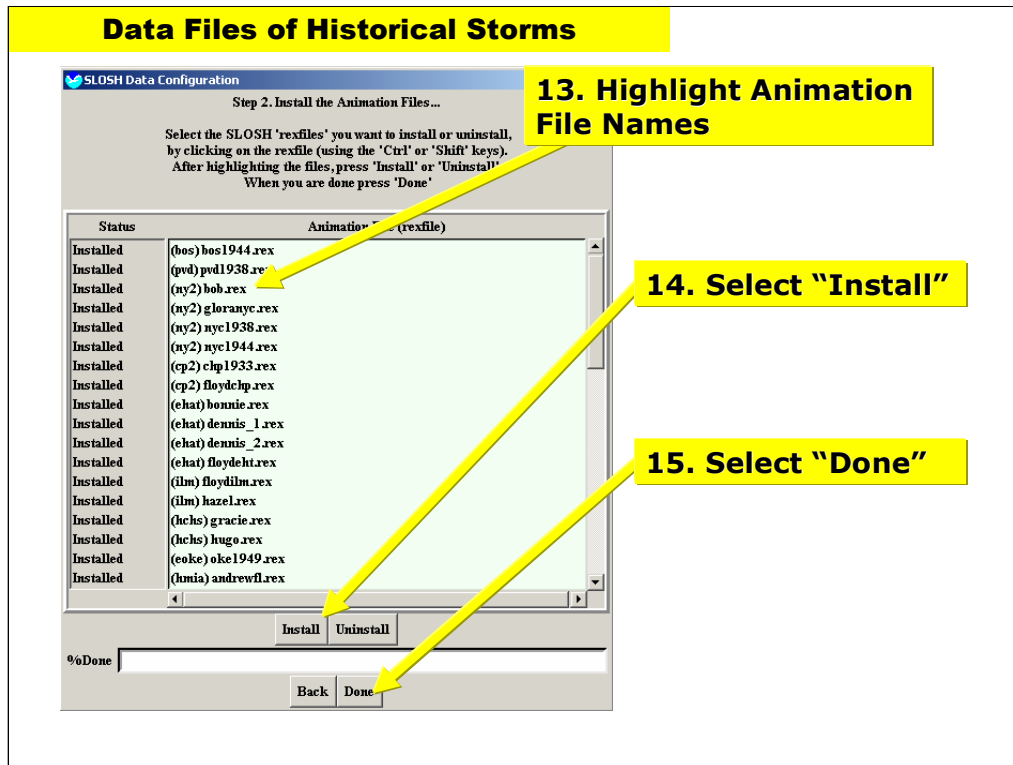 Data Files of Historical Storms
SLOSH Data Configuration
13. Highlight Animation
File Names
Step 2. Install the Animation Files...
Select the SLOSH 'rexfiles' you want to install or uninstall,
by clicking on the rexfile (using the 'Ctrl' or 'Shift' keys).
After highlighting the files, press 'Install' or 'Uninstall'
When you are done press 'Done'
Status
Animation (rexfile)
Installed (bos) bos1944.rex
Installed (pvd) pvd1938.rex
Installed (ny2) bob.rex
Installed (ny2) gloranyc.rex
Installed (ny2) nyc1938.rex
Installed (ny2) nyc1944.rex
Installed (cp2) chp1933.rex
Installed (cp2) floydchp.rex
Installed (ehat) bonnie.rex
Installed (ehat) dennis_1.rex
Installed (ehat) dennis_2.rex
Installed (ehat) floydeht.rex
Installed (ilm) floydilm.rex
Installed (ilm) hazel.rex
Installed (hchs) gracie.rex
Installed (hchs) hugo.rex
Installed (eoke) oke1949.rex
Installed (hmia) andrewfl.rex
14. Select “Install”
15. Select “Done”
Install Uninstall
%Done
Back Done